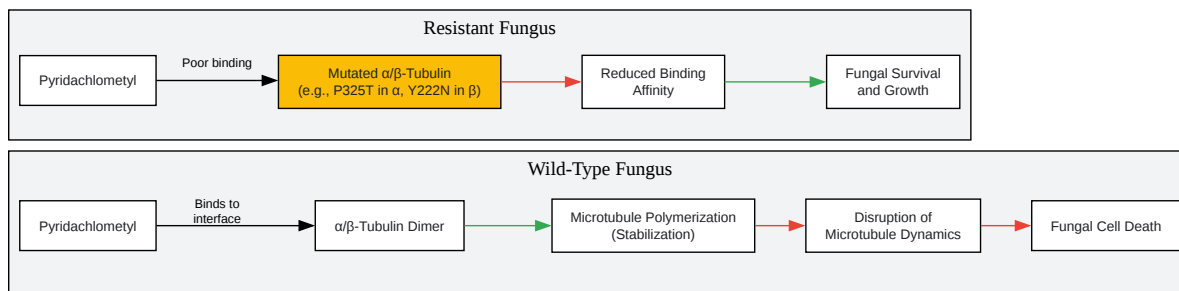 Resistant Fungus
Pyridachlometyl
Poor binding
Mutated α/β-Tubulin
(e.g., P325T in α, Y222N in β)
Reduced Binding
Affinity
Fungal Survival
and Growth
Wild-Type Fungus
Pyridachlometyl
Binds to
interface
α/β-Tubulin Dimer
Microtubule Polymerization
(Stabilization)
Disruption of
Microtubule Dynamics
Fungal Cell Death